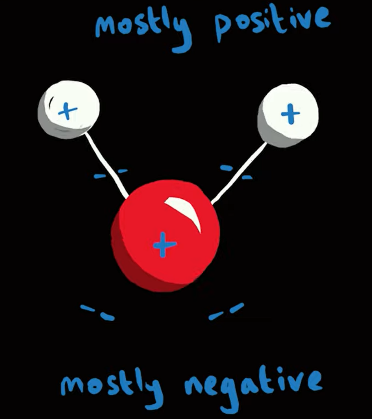 mostly positive
+ +
+
mostly negative